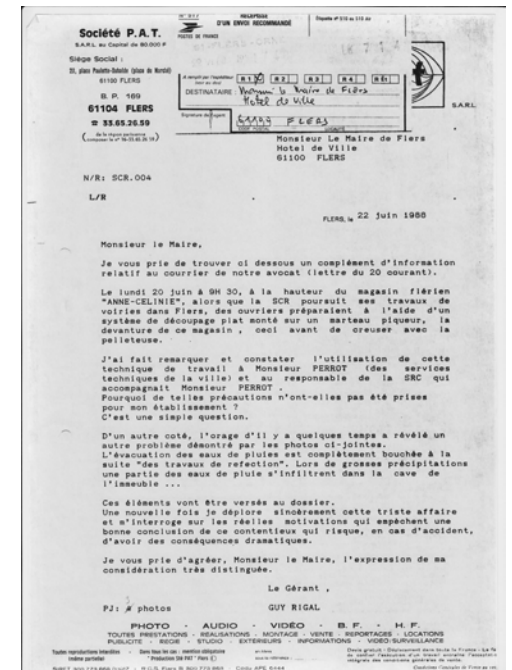 Société P.A.T.
S.A.R.L. au Capital de 50.000 F
Siège Social :
61100 FLERS
B. P. 169
61104 FLERS
☎ 33.65.26.59
RÉCÉPISSÉ
D'UN ENVOI RECOMMANDÉ
POSTES DE FRANCE
R 1 R 2 R 3 R 4
DESTINATAIRE : Monsieur le Maire de Flers
Hotel de Ville
FLERS
S.A.R.L.
Monsieur Le Maire de Flers
Hotel de Ville
61100 FLERS
N/R: SCR.004
L/R
FLERS, le 22 juin 1988
Monsieur le Maire,
Je vous prie de trouver ci dessous un complément d'information
relatif au courrier de notre avocat (lettre du 20 courant).
Le lundi 20 juin à 9H 30, à la hauteur du magasin flérien
"ANNE-CELINIE", alors que la SCR poursuit ses travaux de
voiries dans Flers, des ouvriers préparaient à l'aide d'un
système de découpage plat monté sur un marteau piqueur, la
devanture de ce magasin , ceci avant de creuser avec la
pelleteuse.
J'ai fait remarquer et constater l'utilisation de cette
technique de travail à Monsieur PERROT (des services
techniques de la ville) et au responsable de la SRC qui
accompagnait Monsieur PERROT .
Pourquoi de telles précautions n'ont-elles pas été prises
pour mon établissement ?
C'est une simple question.
D'un autre coté, l'orage d'il y a quelques temps a révélé un
autre problème démontré par les photos ci-jointes.
L'évacuation des eaux de pluies est complètement bouchée à la
suite "des travaux de refection". Lors de grosses précipitations
une partie des eaux de pluie s'infiltrent dans la cave de
l'immeuble ...
Ces éléments vont être versés au dossier.
Une nouvelle fois je déplore sincèrement cette triste affaire
et m'interroge sur les réelles motivations qui empêchent une
bonne conclusion de ce contentieux qui risque, en cas d'accident,
d'avoir des conséquences dramatiques.
Je vous prie d'agréer, Monsieur le Maire, l'expression de ma
considération très distinguée.
Le Gérant ,
PJ: photos
GUY RIGAL
PHOTO - AUDIO - VIDÉO - B. F. - H. F.
TOUTES PRESTATIONS - RÉALISATIONS - MONTAGE - VENTE - REPORTAGES - LOCATIONS
PUBLICITE - REGIE - STUDIO - EXTÉRIEURS - INFORMATIONS - VIDÉO-SURVEILLANCE